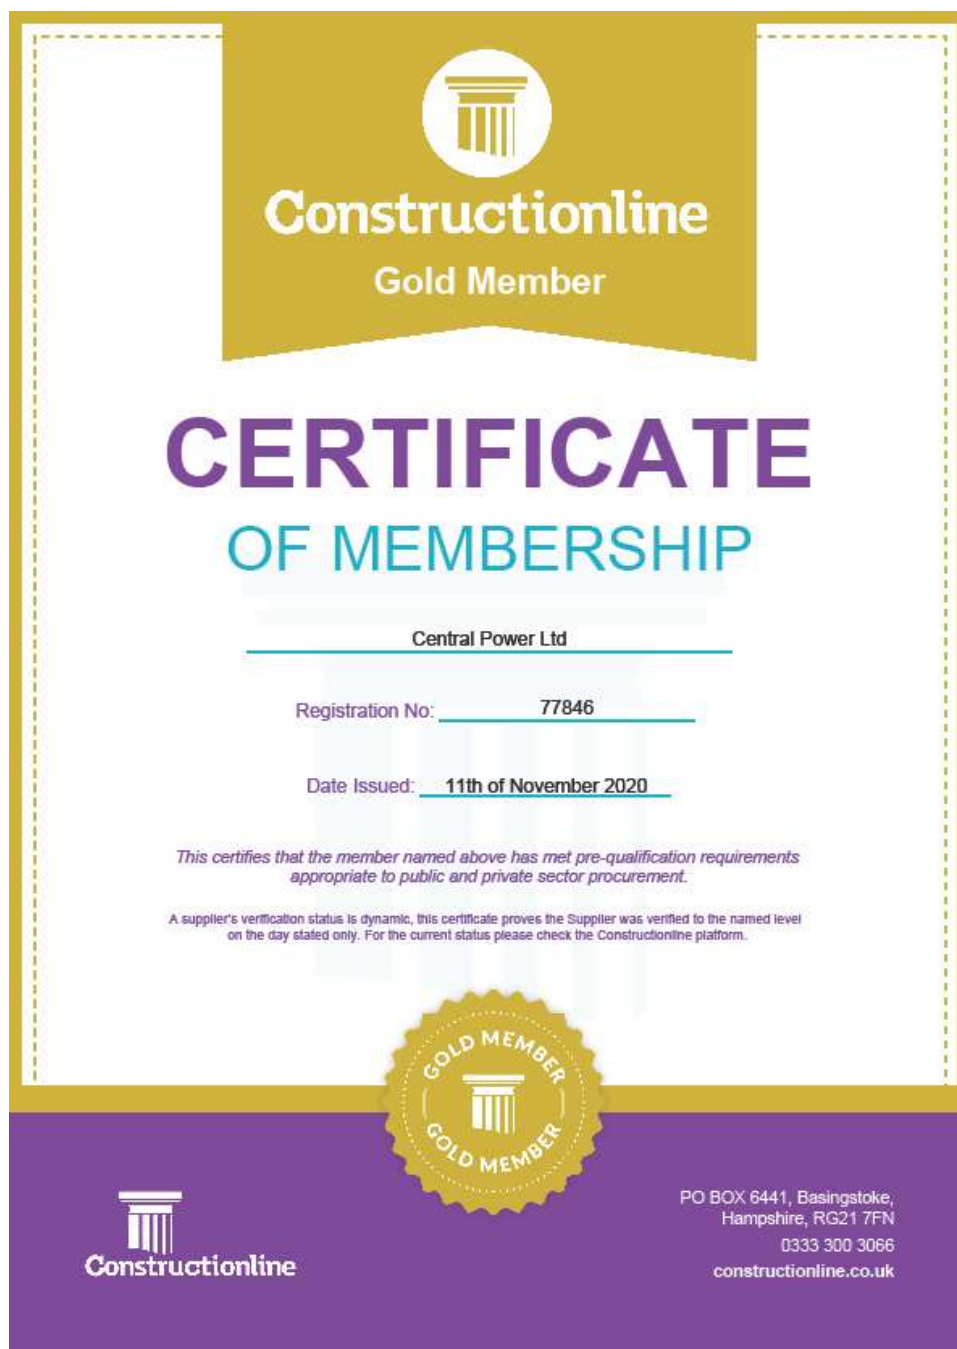 Constructionline
Gold Member
CERTIFICATE
OF MEMBERSHIP
Central Power Ltd
Registration No: 77846
Date Issued: 11th of November 2020
This certifies that the member named above has met pre-qualification requirements
appropriate to public and private sector procurement.
A supplier's verification status is dynamic, this certificate proves the Supplier was verified to the named level
on the day stated only. For the current status please check the Constructionline platform.
GOLD MEMBER
GOLD MEMBER
Constructionline
PO BOX 6441, Basingstoke,
Hampshire, RG21 7FN
0333 300 3066
constructionline.co.uk